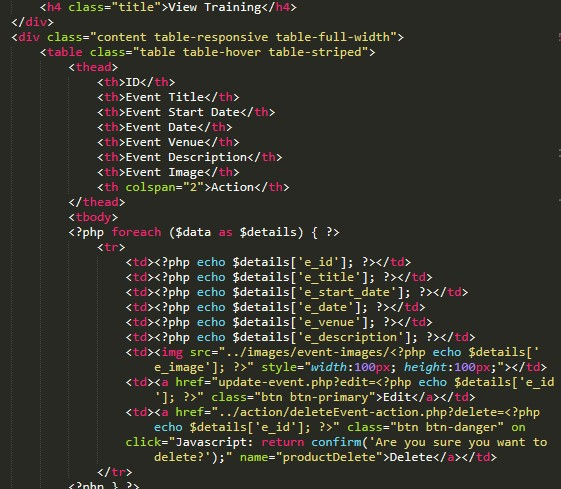 <h4 class="title">View Training</h4>
</div>
<div class="content table-responsive table-full-width">
<table class="table table-hover table-striped">
<thead>
<th>ID</th>
<th>Event Title</th>
<th>Event Start Date</th>
<th>Event Date</th>
<th>Event Venue</th>
<th>Event Description</th>
<th>Event Image</th>
<th colspan="2">Action</th>
</thead>
<tbody>
<?php foreach ($data as $details) { ?>
<tr>
<td><?php echo $details['e_id']; ?></td>
<td><?php echo $details['e_title']; ?></td>
<td><?php echo $details['e_start_date']; ?></td>
<td><?php echo $details['e_date']; ?></td>
<td><?php echo $details['e_venue']; ?></td>
<td><?php echo $details['e_description']; ?></td>
<td><img src="../images/event-images/<?php echo $details['
e_image']; ?>" style="width:100px; height:100px;"></td>
<td><a href="update-event.php?edit=<?php echo $details['e_id
']; ?>" class="btn btn-primary">Edit</a></td>
<td><a href="../action/deleteEvent-action.php?delete=<?php
echo $details['e_id']; ?>" class="btn btn-danger" on
click="Javascript: return confirm('Are you sure you want to
delete?');" name="productDelete">Delete</a></td>
</tr>
<?php } ?>